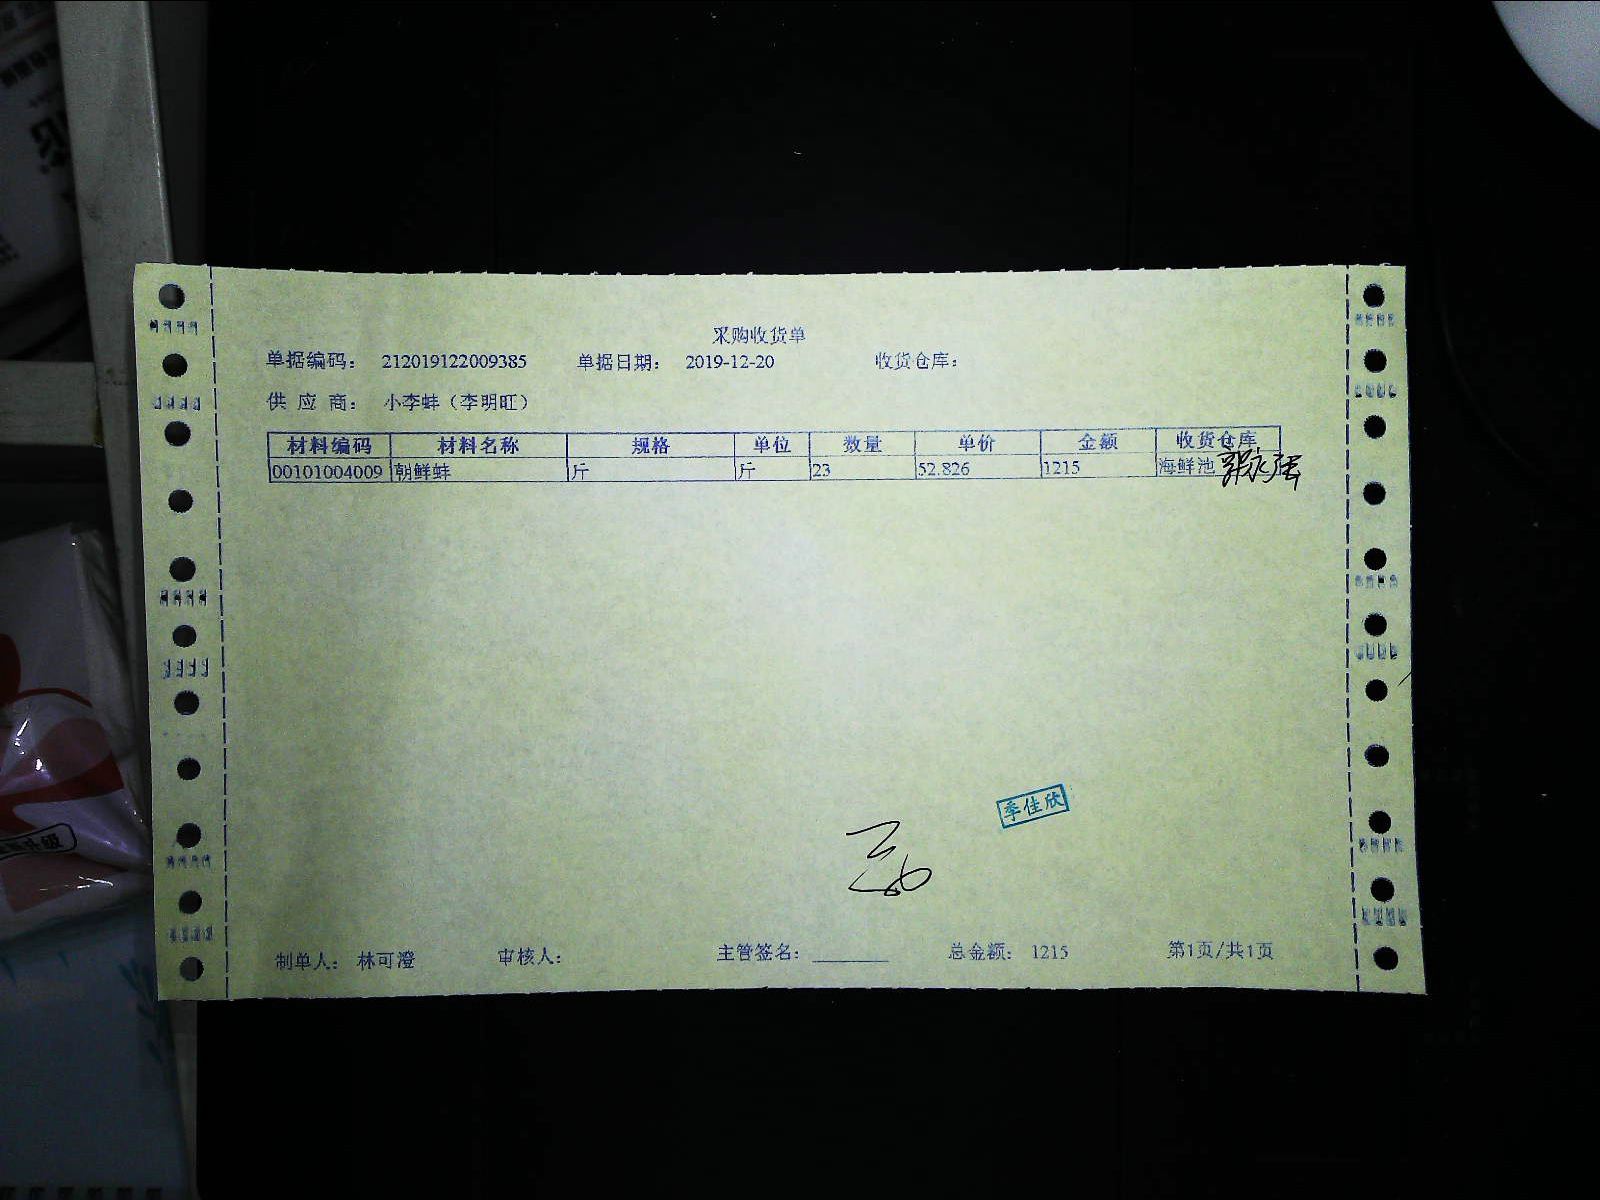 采购收货单
单据编码： 212019122009385 单据日期： 2019-12-20 收货仓库：
供 应 商： 小李蚌（李明旺）
材料编码 材料名称 规格 单位 数量 单价 金额 收货仓库
00101004009 朝鲜蚌 斤 斤 23 52.826 1215 海鲜池 郭永强
季佳欣
制单人： 林可澄 审核人： 主管签名： 总金额： 1215 第1页/共1页